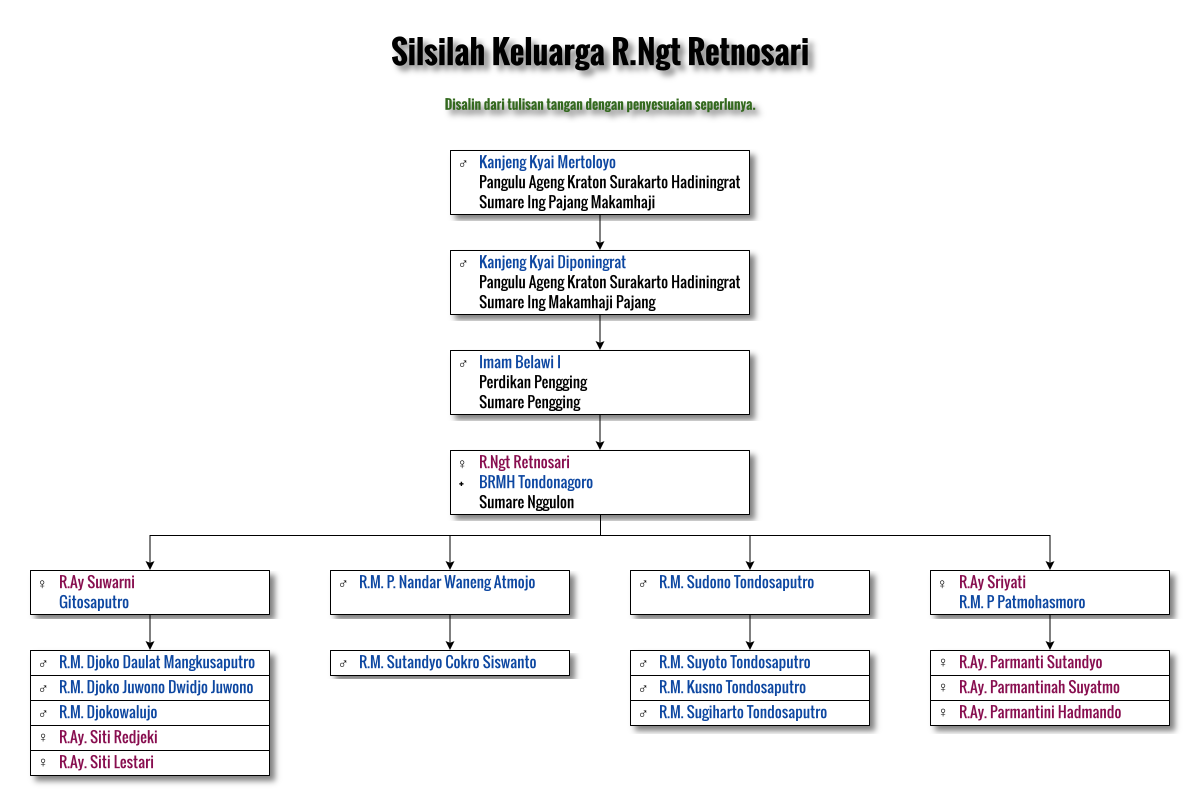 Silsilah Keluarga R.Ngt Retnosari
Disalin dari tulisan tangan dengan penyesuaian seperlunya.
♂ Kanjeng Kyai Mertoloyo
Pangulu Ageng Kraton Surakarto Hadiningrat
Sumare Ing Pajang Makamhaji
♂ Kanjeng Kyai Diponingrat
Pangulu Ageng Kraton Surakarto Hadiningrat
Sumare Ing Makamhaji Pajang
♂ Imam Belawi I
Perdikan Pengging
Sumare Pengging
♀ R.Ngt Retnosari
+ BRMH Tondonagoro
Sumare Nggulon
♀ R.Ay Suwarni
Gitosaputro
♂ R.M. P. Nandar Waneng Atmojo
♂ R.M. Sudono Tondosaputro
♀ R.Ay Sriyati
R.M. P Patmohasmoro
♂ R.M. Djoko Daulat Mangkusaputro
♂ R.M. Djoko Juwono Dwidjo Juwono
♂ R.M. Djokowalujo
♀ R.Ay. Siti Redjeki
♀ R.Ay. Siti Lestari
♂ R.M. Sutandyo Cokro Siswanto
♂ R.M. Suyoto Tondosaputro
♂ R.M. Kusno Tondosaputro
♂ R.M. Sugiharto Tondosaputro
♀ R.Ay. Parmanti Sutandyo
♀ R.Ay. Parmantinah Suyatmo
♀ R.Ay. Parmantini Hadmando